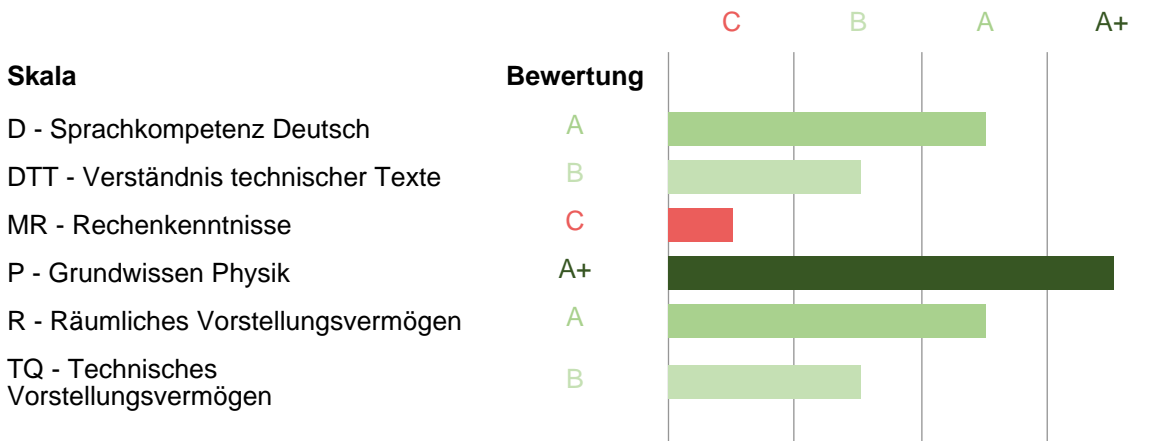 C B A A+
Skala Bewertung
D - Sprachkompetenz Deutsch A
DTT - Verständnis technischer Texte B
MR - Rechenkenntnisse C
P - Grundwissen Physik A+
R - Räumliches Vorstellungsvermögen A
TQ - Technisches
Vorstellungsvermögen B